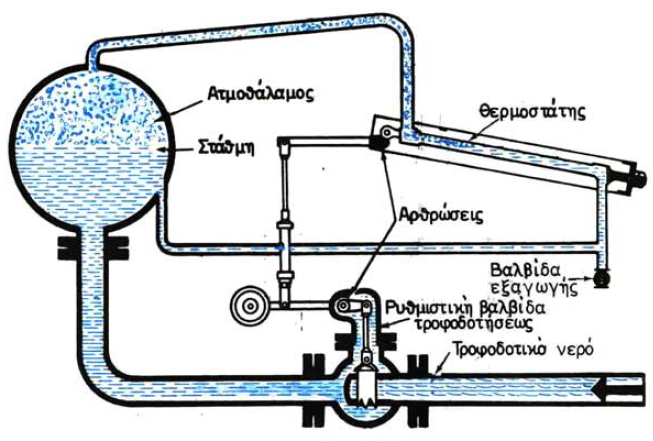 Ατμοθάλαμος
Στάθμη
Θερμοστάτης
Αρθρώσεις
Βαλβίδα
εξαγωγής
Ρυθμιστική βαλβίδα
τροφοδοτήσεως
Τροφοδοτικό νερό